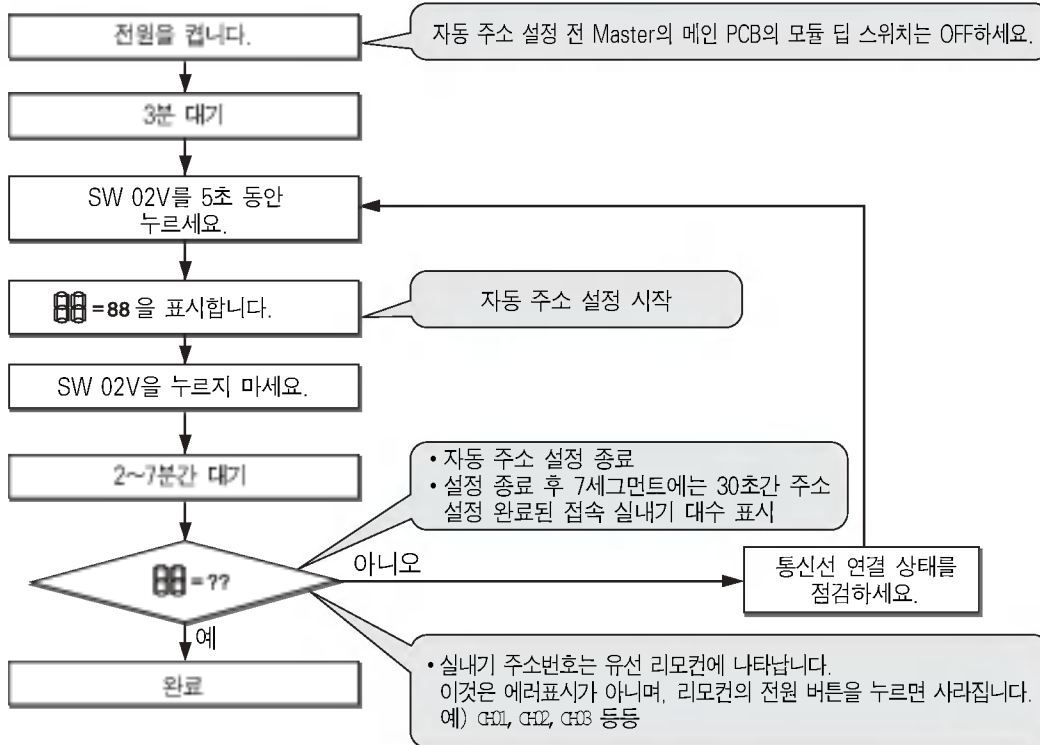 전원을 켭니다.
자동 주소 설정 전 Master의 메인 PCB의 모듈 딥 스위치는 OFF하세요.
3분 대기
SW 02V를 5초 동안
누르세요.
=88 을 표시합니다.
자동 주소 설정 시작
SW 02V을 누르지 마세요.
2~7분간 대기
• 자동 주소 설정 종료
• 설정 종료 후 7세그먼트에는 30초간 주소
설정 완료된 접속 실내기 대수 표시
= ??
아니오
통신선 연결 상태를
점검하세요.
예
완료
• 실내기 주소번호는 유선 리모컨에 나타납니다.
이것은 에러표시가 아니며, 리모컨의 전원 버튼을 누르면 사라집니다.
예) CH01, CH02, CH03 등등